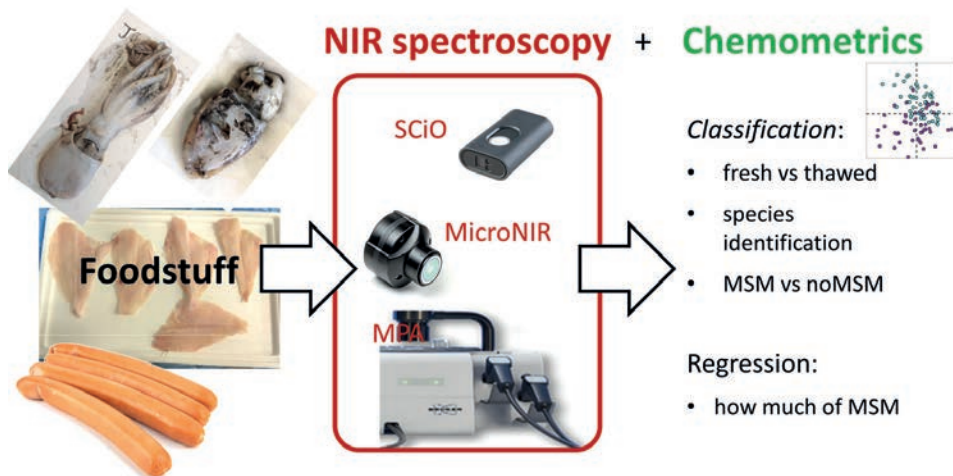 NIR spectroscopy + Chemometrics
J
SCiO
MicroNIR
MPA
BRUKER
Foodstuff
Classification:
• fresh vs thawed
• species
identification
• MSM vs noMSM
Regression:
• how much of MSM